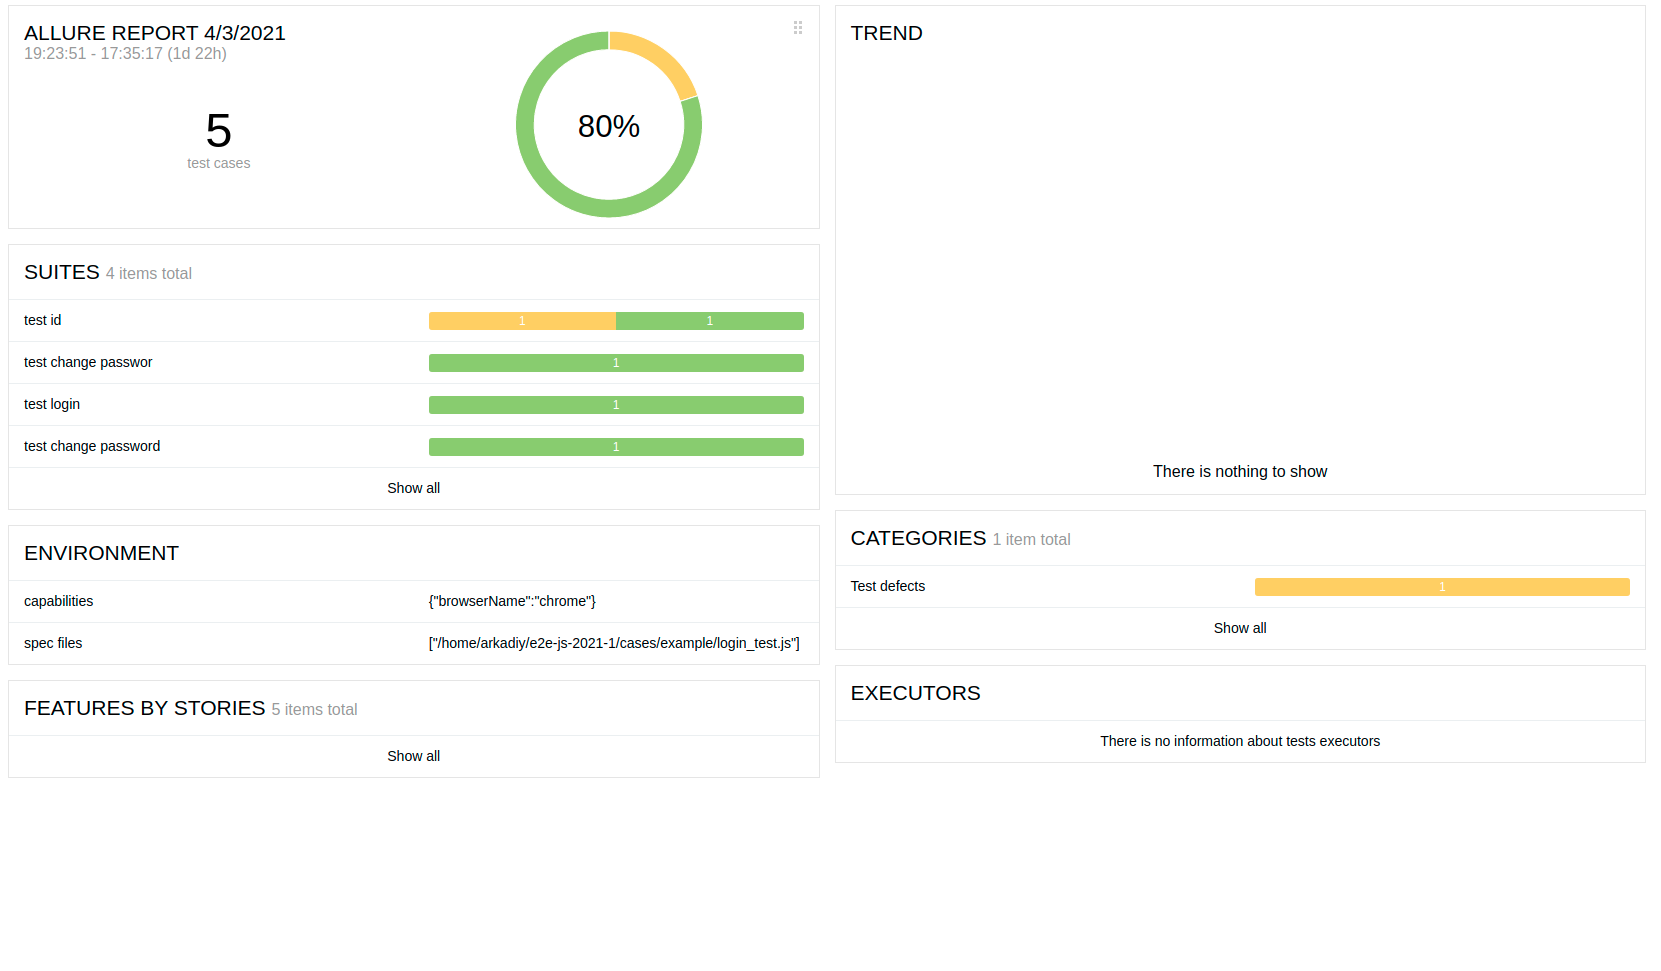 ALLURE REPORT 4/3/2021
19:23:51 - 17:35:17 (1d 22h)
5
test cases
80%
SUITES 4 items total
test id 1 1
test change passwor 1
test login 1
test change password 1
Show all
ENVIRONMENT
capabilities {"browserName":"chrome"}
spec files ["/home/arkadiy/e2e-js-2021-1/cases/example/login_test.js"]
FEATURES BY STORIES 5 items total
Show all
TREND
There is nothing to show
CATEGORIES 1 item total
Test defects 1
Show all
EXECUTORS
There is no information about tests executors